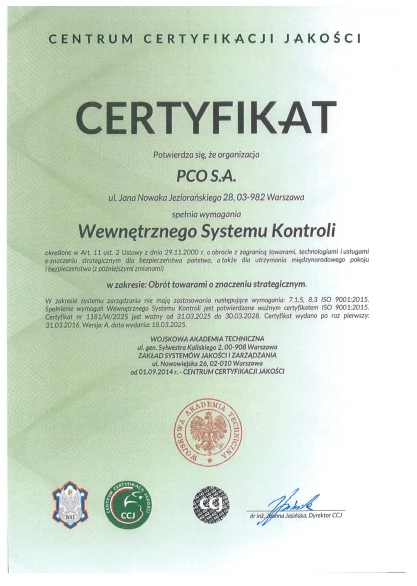 CENTRUM CERTYFIKACJI JAKOŚCI
CERTYFIKAT
Potwierdza się, że organizacja
PCO S.A.
ul. Jana Nowaka Jeziorańskiego 28, 03-982 Warszawa
spełnia wymagania
Wewnętrznego Systemu Kontroli
określone w Art. 11 ust. 2 Ustawy z dnia 29.11.2000 r. o obrocie z zagranicą towarami, technologiami i usługami
o znaczeniu strategicznym dla bezpieczeństwa państwa, a także dla utrzymania międzynarodowego pokoju
i bezpieczeństwa (z późniejszymi zmianami)
w zakresie: Obrót towarami o znaczeniu strategicznym.
W zakresie systemu zarządzania nie mają zastosowania następujące wymagania: 7.1.5, 8.3 ISO 9001:2015.
Spełnienie wymagań Wewnętrznego Systemu Kontroli jest potwierdzone ważnym certyfikatem ISO 9001:2015.
Certyfikat nr 1181/W/2025 jest ważny od 31.03.2025 do 30.03.2028. Certyfikat wydano po raz pierwszy:
31.03.2016. Wersja: A, data wydania: 18.03.2025.
WOJSKOWA AKADEMIA TECHNICZNA
ul. gen. Sylwestra Kaliskiego 2, 00-908 Warszawa
ZAKŁAD SYSTEMÓW JAKOŚCI I ZARZĄDZANIA
ul. Nowowiejska 26, 02-010 Warszawa
od 01.09.2014 r. - CENTRUM CERTYFIKACJI JAKOŚCI
WOJSKOWA AKADEMIA TECHNICZNA
WAT
CENTRUM CERTYFIKACJI JAKOŚCI
CCJ
CCJ
dr inż. Joanna Jasińska, Dyrektor CCJ